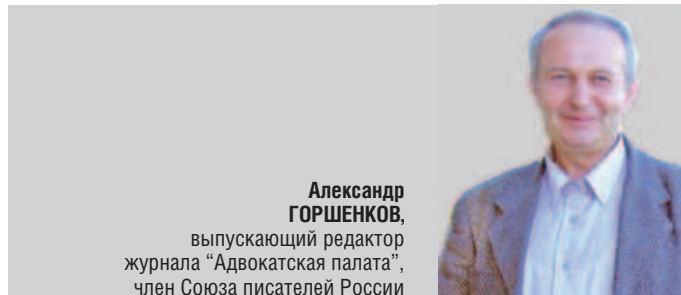 Александр
ГОРШЕНКОВ,
выпускающий редактор
журнала “Адвокатская палата”,
член Союза писателей России